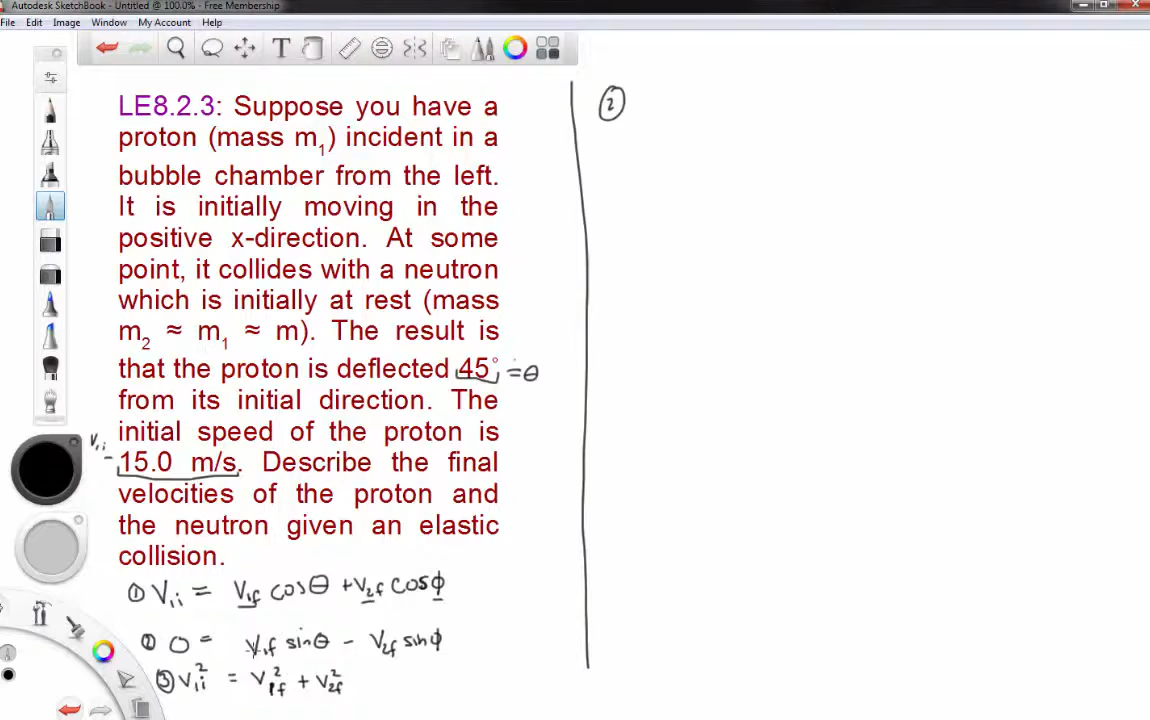 Autodesk SketchBook - Untitled @ 100.0% - Free Membership
File Edit Image Window My Account Help
LE8.2.3: Suppose you have a
proton (mass m₁) incident in a
bubble chamber from the left.
It is initially moving in the
positive x-direction. At some
point, it collides with a neutron
which is initially at rest (mass
m₂ ≈ m₁ ≈ m). The result is
that the proton is deflected 45° = θ
from its initial direction. The
initial speed of the proton is
V₁ᵢ
15.0 m/s. Describe the final
velocities of the proton and
the neutron given an elastic
collision.
① V₁ᵢ = V₁f cosθ + V₂f cosϕ
② 0 = V₁f sinθ - V₂f sinϕ
③ V₁ᵢ² = V₁f² + V₂f²
②